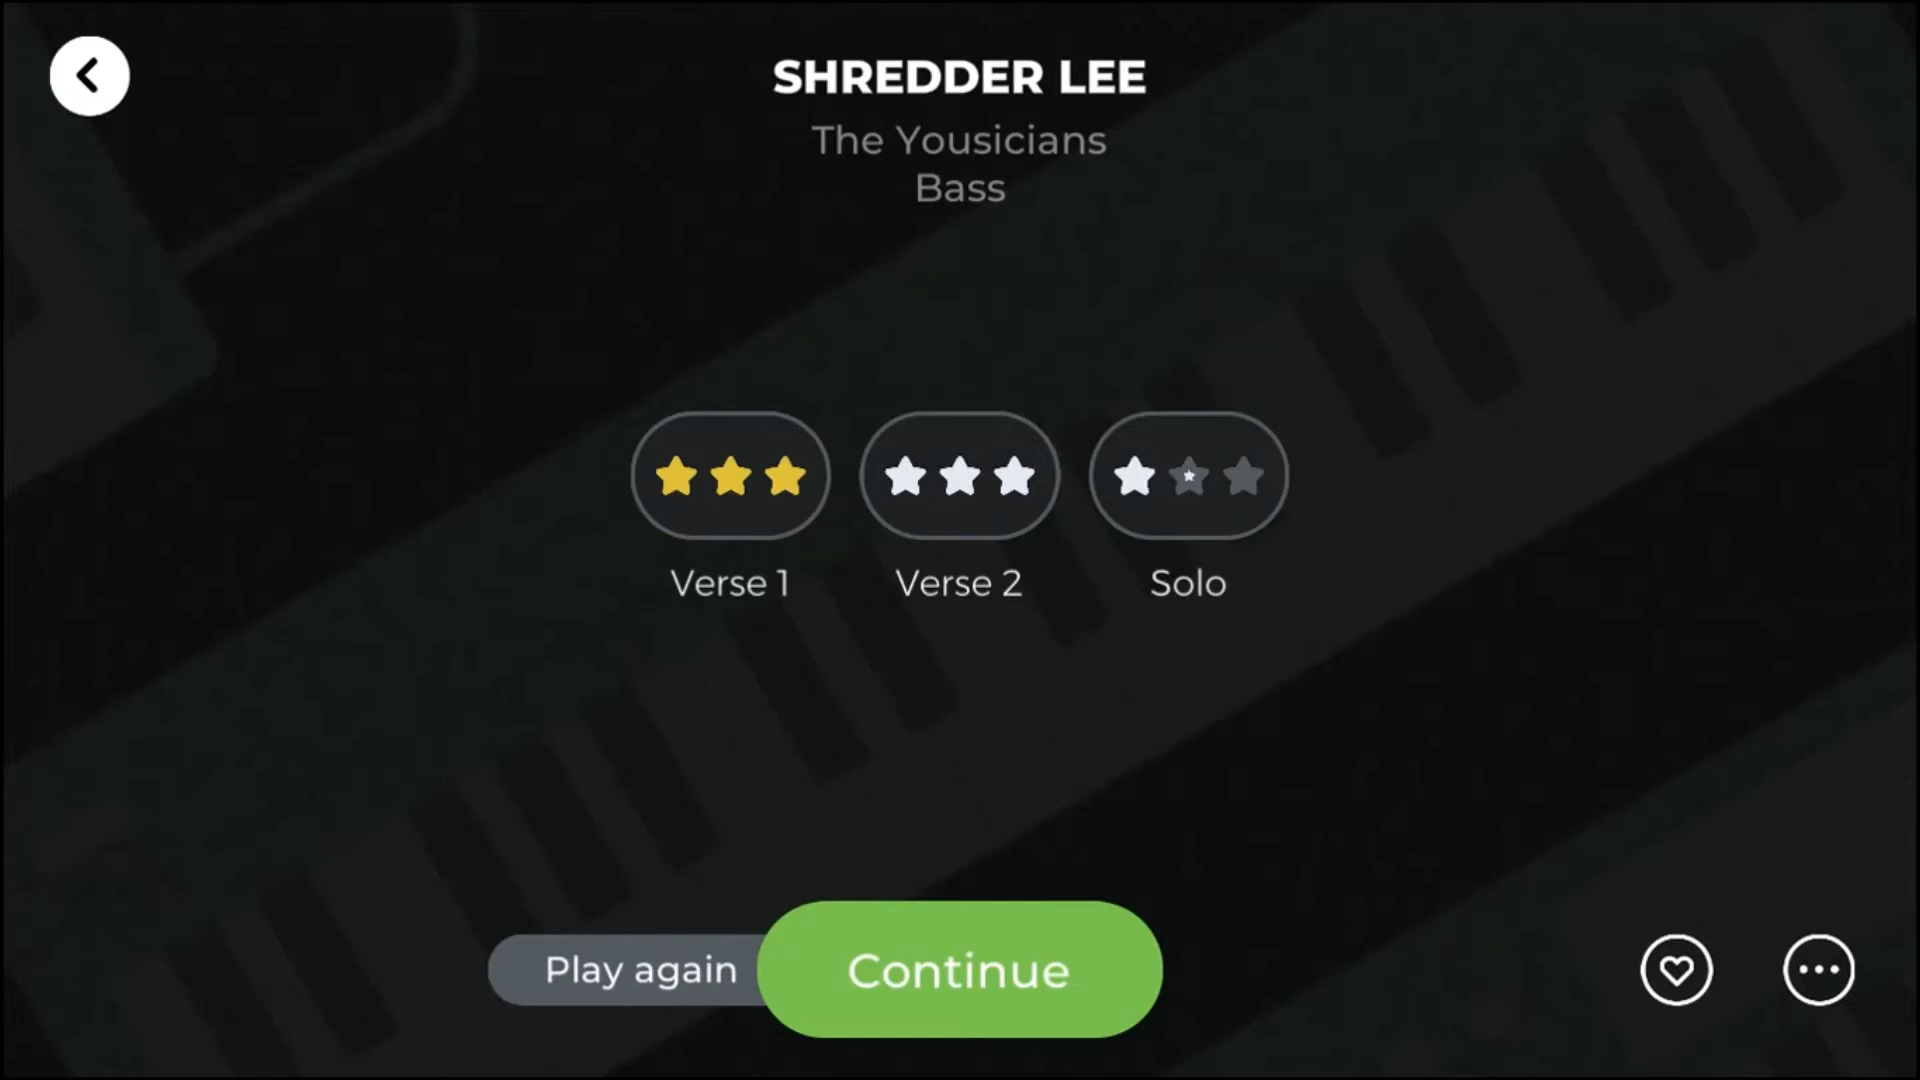 SHREDDER LEE
The Yousicians
Bass
Verse 1
Verse 2
Solo
Play again
Continue